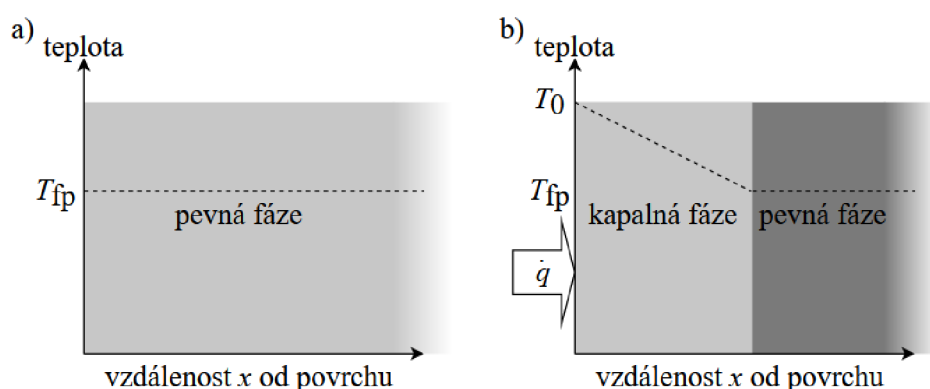 a)
teplota
T_fp
pevná fáze
vzdálenost x od povrchu
b)
teplota
T_0
T_fp
kapalná fáze
pevná fáze
q̇
vzdálenost x od povrchu